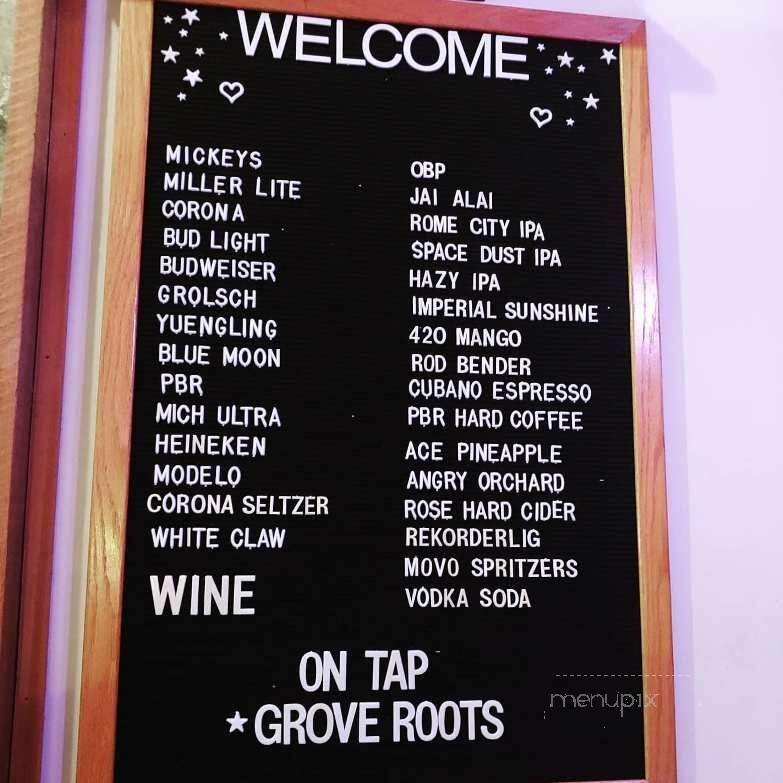 WELCOME
MICKEYS
MILLER LITE
CORONA
BUD LIGHT
BUDWEISER
GROLSCH
YUENGLING
BLUE MOON
PBR
MICH ULTRA
HEINEKEN
MODELO
CORONA SELTZER
WHITE CLAW
WINE
OBP
JAI ALAI
ROME CITY IPA
SPACE DUST IPA
HAZY IPA
IMPERIAL SUNSHINE
420 MANGO
ROD BENDER
CUBANO ESPRESSO
PBR HARD COFFEE
ACE PINEAPPLE
ANGRY ORCHARD
ROSE HARD CIDER
REKORDERLIG
MOVO SPRITZERS
VODKA SODA
ON TAP
GROVE ROOTS
menupix